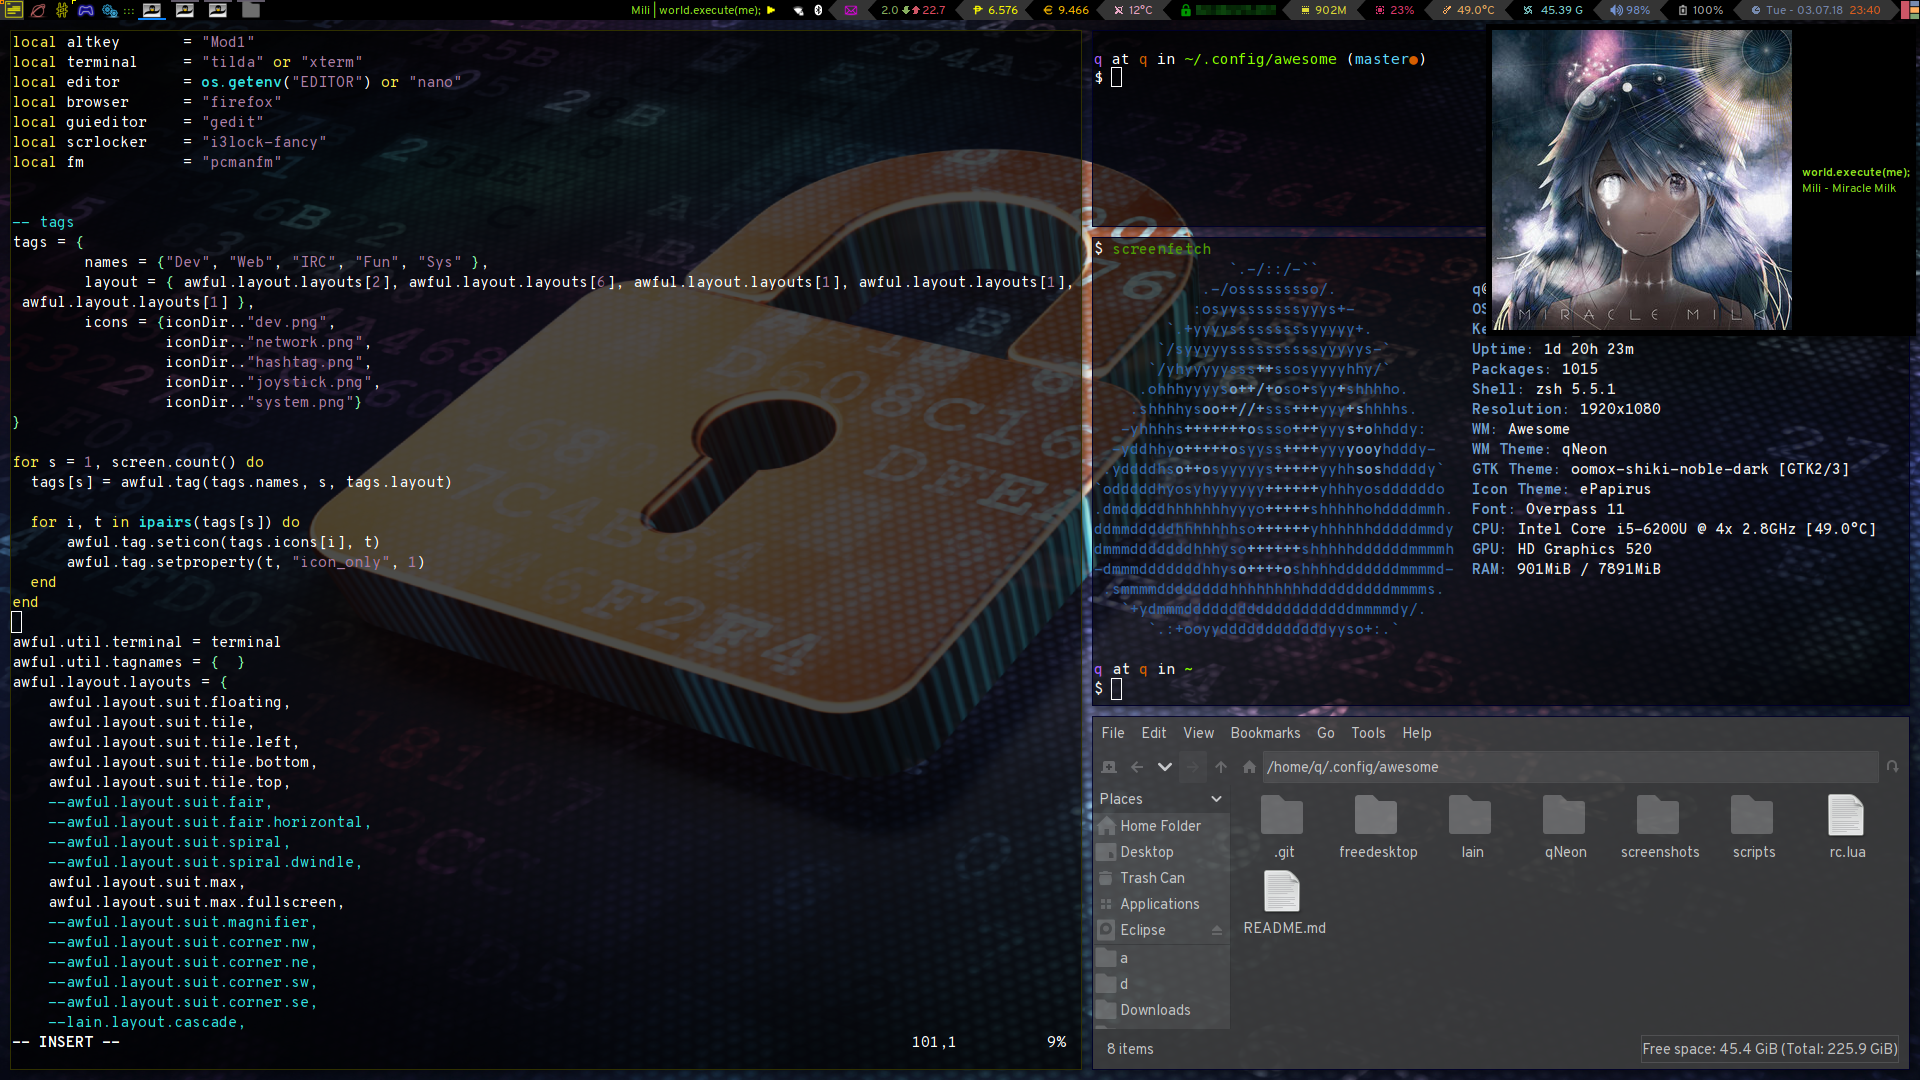 Mili | world.execute(me);
2.0 22.7
6.576
9.466
12°C
902M
23%
49.0°C
45.39 G
98%
100%
Tue - 03.07.18 23:40
local altkey       = "Mod1"
local terminal     = "tilda" or "xterm"
local editor       = os.getenv("EDITOR") or "nano"
local browser      = "firefox"
local guieditor    = "gedit"
local scrlocker    = "i3lock-fancy"
local fm           = "pcmanfm"
-- tags
tags = {
        names = {"Dev", "Web", "IRC", "Fun", "Sys" },
        layout = { awful.layout.layouts[2], awful.layout.layouts[6], awful.layout.layouts[1], awful.layout.layouts[1],
 awful.layout.layouts[1] },
        icons = {iconDir.."dev.png",
                 iconDir.."network.png",
                 iconDir.."hashtag.png",
                 iconDir.."joystick.png",
                 iconDir.."system.png"}
}
for s = 1, screen.count() do
  tags[s] = awful.tag(tags.names, s, tags.layout)
  for i, t in ipairs(tags[s]) do
      awful.tag.seticon(tags.icons[i], t)
      awful.tag.setproperty(t, "icon_only", 1)
  end
end
awful.util.terminal = terminal
awful.util.tagnames = {  }
awful.layout.layouts = {
    awful.layout.suit.floating,
    awful.layout.suit.tile,
    awful.layout.suit.tile.left,
    awful.layout.suit.tile.bottom,
    awful.layout.suit.tile.top,
    --awful.layout.suit.fair,
    --awful.layout.suit.fair.horizontal,
    --awful.layout.suit.spiral,
    --awful.layout.suit.spiral.dwindle,
    awful.layout.suit.max,
    awful.layout.suit.max.fullscreen,
    --awful.layout.suit.magnifier,
    --awful.layout.suit.corner.nw,
    --awful.layout.suit.corner.ne,
    --awful.layout.suit.corner.sw,
    --awful.layout.suit.corner.se,
    --lain.layout.cascade,
-- INSERT --
101,1
9%
q at q in ~/.config/awesome (master●)
$
world.execute(me);
Mili - Miracle Milk
MIRACLE MILK
$ screenfetch
q@
OS
Ke
Uptime: 1d 20h 23m
Packages: 1015
Shell: zsh 5.5.1
Resolution: 1920x1080
WM: Awesome
WM Theme: qNeon
GTK Theme: oomox-shiki-noble-dark [GTK2/3]
Icon Theme: ePapirus
Font: Overpass 11
CPU: Intel Core i5-6200U @ 4x 2.8GHz [49.0°C]
GPU: HD Graphics 520
RAM: 901MiB / 7891MiB
q at q in ~
$
File Edit View Bookmarks Go Tools Help
/home/q/.config/awesome
Places
Home Folder
Desktop
Trash Can
Applications
Eclipse
a
d
Downloads
.git
freedesktop
lain
qNeon
screenshots
scripts
rc.lua
README.md
8 items
Free space: 45.4 GiB (Total: 225.9 GiB)